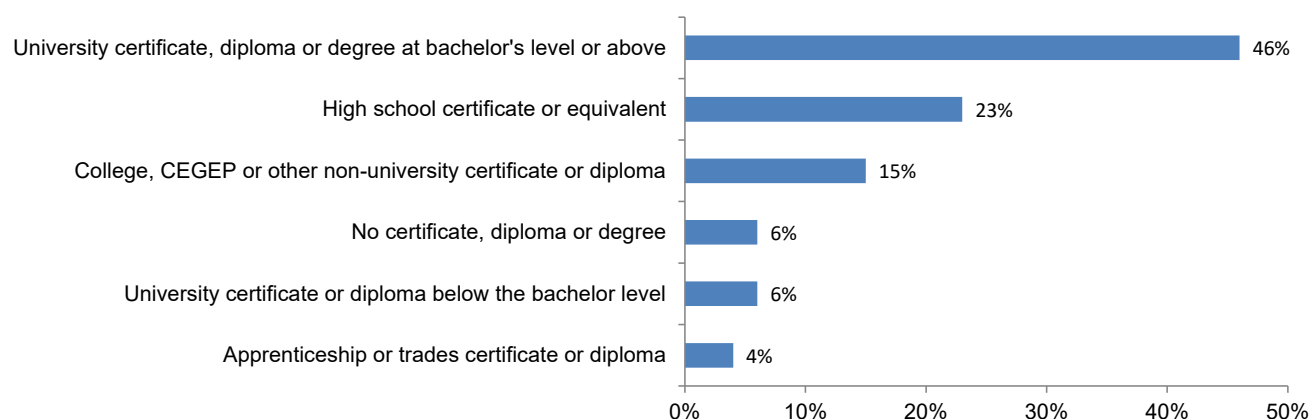 University certificate, diploma or degree at bachelor's level or above 46%
High school certificate or equivalent 23%
College, CEGEP or other non-university certificate or diploma 15%
No certificate, diploma or degree 6%
University certificate or diploma below the bachelor level 6%
Apprenticeship or trades certificate or diploma 4%
0% 10% 20% 30% 40% 50%